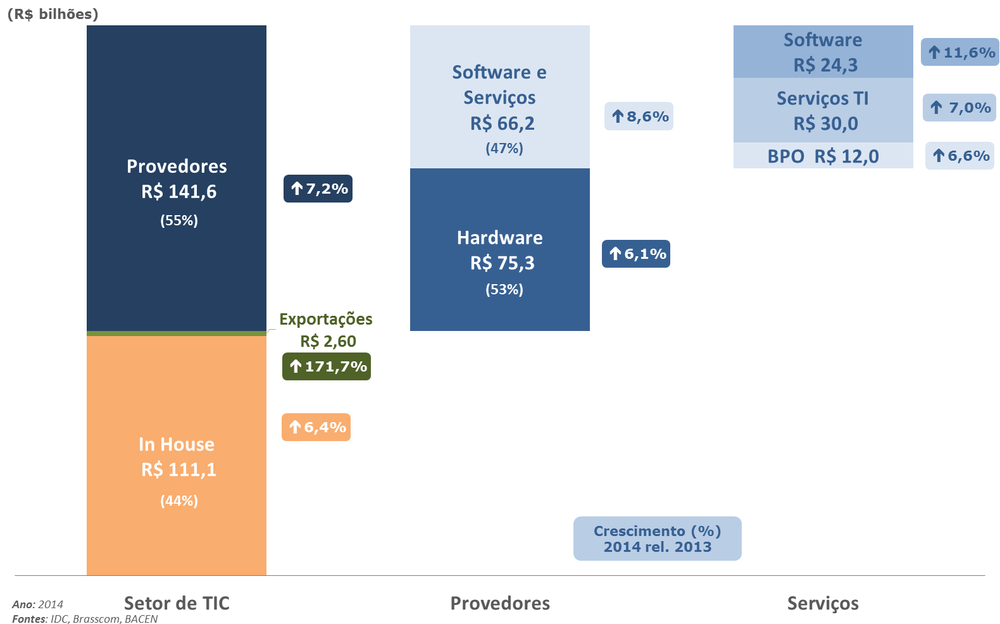 (R$ bilhões)
Provedores
R$ 141,6
(55%)
↑ 7,2%
Exportações
R$ 2,60
↑ 171,7%
In House
R$ 111,1
(44%)
↑ 6,4%
Software e
Serviços
R$ 66,2
(47%)
↑ 8,6%
Hardware
R$ 75,3
(53%)
↑ 6,1%
Software
R$ 24,3
↑ 11,6%
Serviços TI
R$ 30,0
↑ 7,0%
BPO R$ 12,0
↑ 6,6%
Crescimento (%)
2014 rel. 2013
Setor de TIC
Provedores
Serviços
Ano: 2014
Fontes: IDC, Brasscom, BACEN